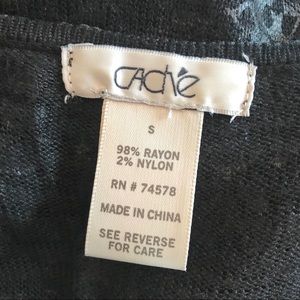 CACHÉ
S
98% RAYON
2% NYLON
RN # 74578
MADE IN CHINA
SEE REVERSE
FOR CARE